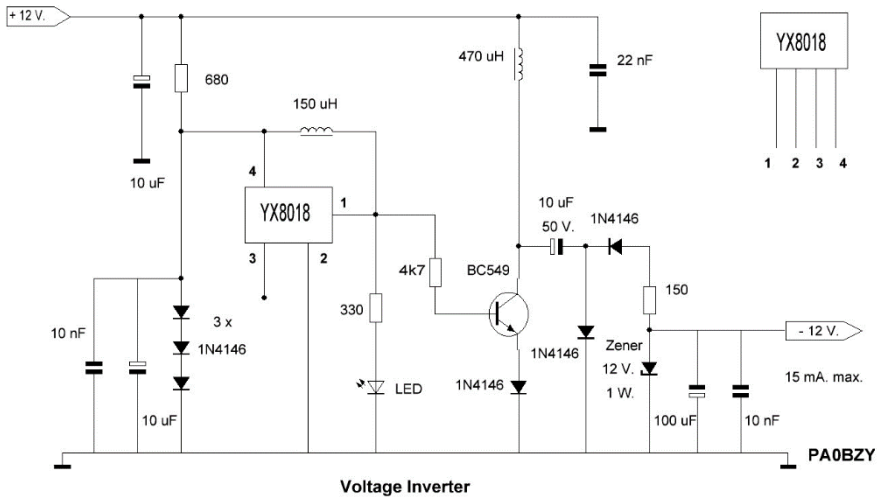 + 12 V.
YX8018
470 uH
22 nF
680
150 uH
1 2 3 4
10 uF
4
YX8018
1
3
2
10 uF
50 V.
1N4146
4k7
BC549
150
330
10 nF
3 x
1N4146
- 12 V.
Zener
12 V.
1 W.
1N4146
15 mA. max.
LED
1N4146
10 uF
100 uF
10 nF
PA0BZY
Voltage Inverter